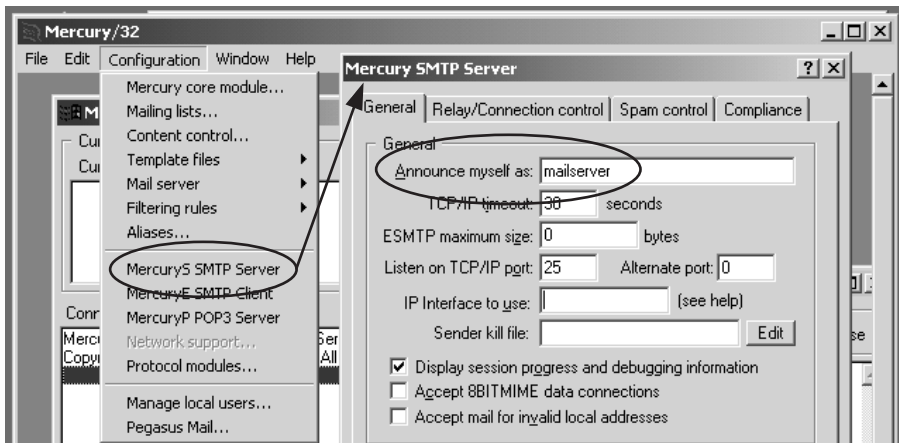 Mercury/32
File Edit Configuration Window Help
Mercury core module...
Mailing lists...
Content control...
Template files
Mail server
Filtering rules
Aliases...
MercuryS SMTP Server
MercuryE SMTP Client
MercuryP POP3 Server
Network support...
Protocol modules...
Manage local users...
Pegasus Mail...
Mercury SMTP Server
General Relay/Connection control Spam control Compliance
General
Announce myself as: mailserver
TCP/IP timeout: 30 seconds
ESMTP maximum size: 0 bytes
Listen on TCP/IP port: 25 Alternate port: 0
IP Interface to use: (see help)
Sender kill file: Edit
Display session progress and debugging information
Accept 8BITMIME data connections
Accept mail for invalid local addresses